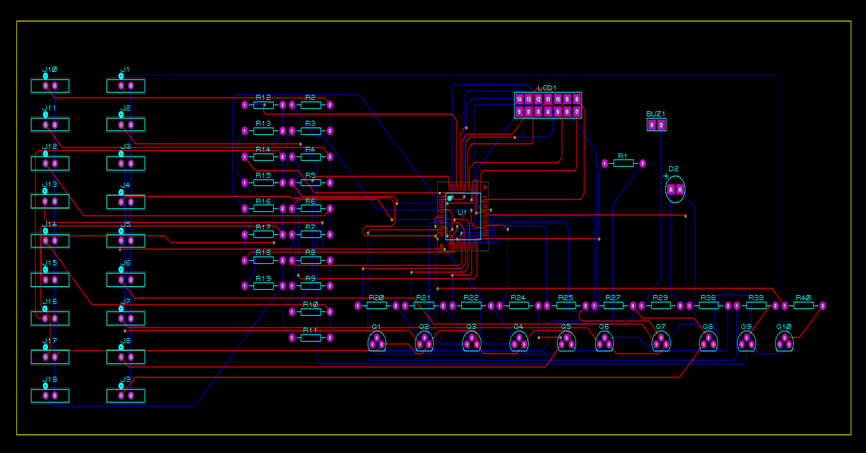 J10 J1
LCD1
R12 R2
J11 J2
BUZ1
R13 R3
J12 J3
R14 R4
R1
D2
+
R15 R5
J13 J4
R16 R6
U1
J14 J5
R17 R7
R18 R8
J15 J6
R19 R9
J16 J7
R10
R20 R21 R22 R24 R25 R27 R29 R36 R38 R40
R11
Q1 Q2 Q3 Q4 Q5 Q6 Q7 Q8 Q9 Q10
J17 J8
J18 J9